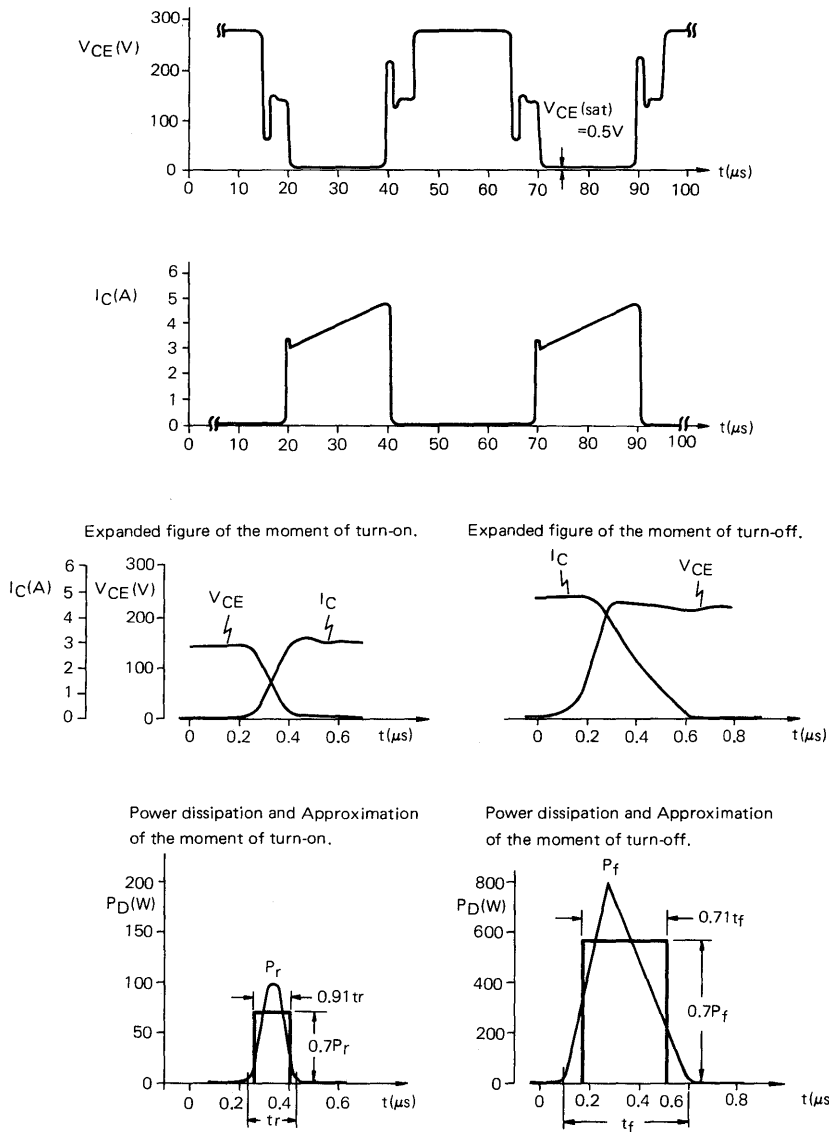 300
V_CE(V)
200
100
0
V_CE(sat)
=0.5V
0 10 20 30 40 50 60 70 80 90 100 t(μs)
I_C(A)
6
5
4
3
2
1
0
0 10 20 30 40 50 60 70 80 90 100 t(μs)
Expanded figure of the moment of turn-on.
I_C(A)
6
5
4
3
2
1
0
V_CE(V)
300
200
100
0
V_CE
I_C
0 0.2 0.4 0.6 t(μs)
Expanded figure of the moment of turn-off.
I_C
V_CE
0 0.2 0.4 0.6 0.8 t(μs)
Power dissipation and Approximation
of the moment of turn-on.
200
P_D(W)
150
100
50
0
P_r
0.91tr
0.7P_r
0 0.2 0.4 0.6 t(μs)
tr
Power dissipation and Approximation
of the moment of turn-off.
800
P_D(W)
600
400
200
0
P_f
0.71t_f
0.7P_f
0 0.2 0.4 0.6 0.8 t(μs)
t_f